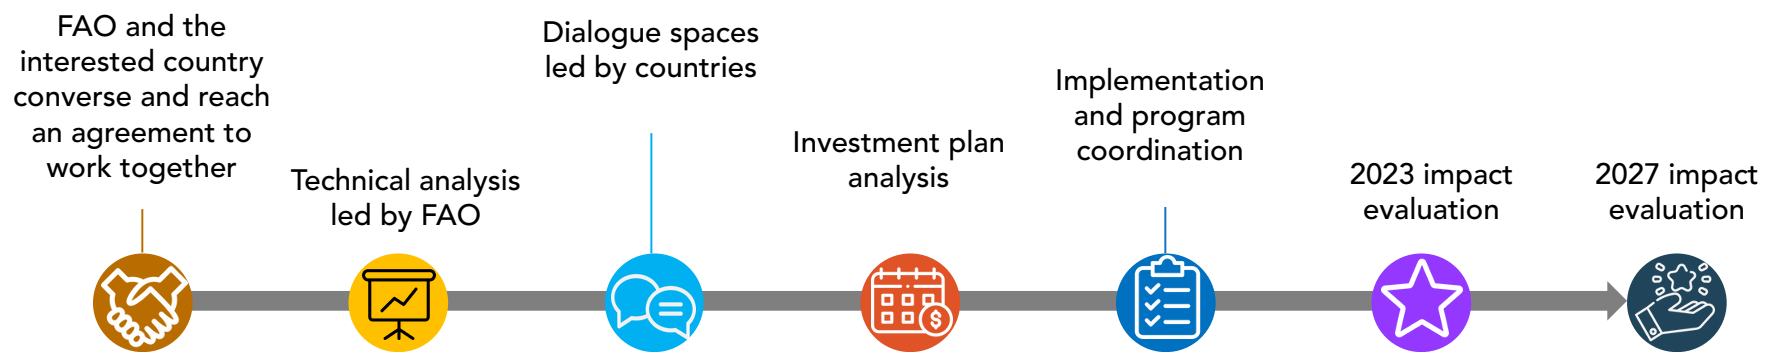 FAO and the
interested country
converse and reach
an agreement to
work together
Technical analysis
led by FAO
Dialogue spaces
led by countries
Investment plan
analysis
Implementation
and program
coordination
2023 impact
evaluation
2027 impact
evaluation
$